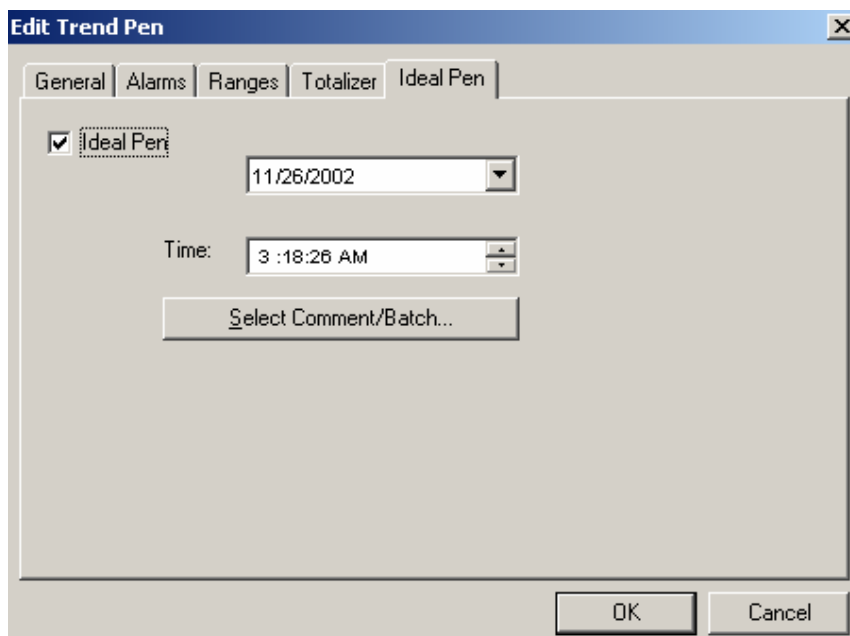 Edit Trend Pen
General Alarms Ranges Totalizer Ideal Pen
Ideal Pen
11/26/2002
Time: 3 :18:26 AM
Select Comment/Batch...
OK Cancel